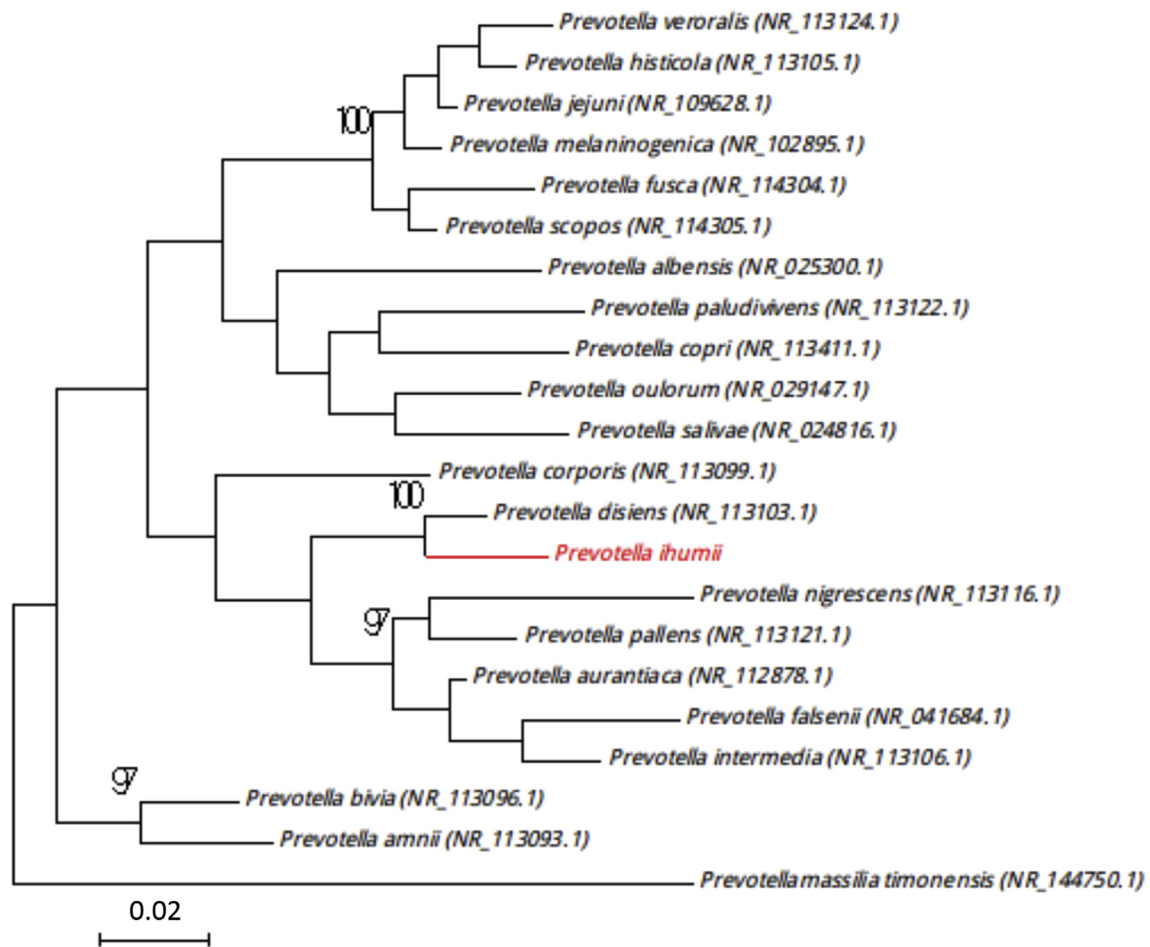 Prevotella veroralis (NR_113124.1)
Prevotella histicola (NR_113105.1)
Prevotella jejuni (NR_109628.1)
100
Prevotella melaninogenica (NR_102895.1)
Prevotella fusca (NR_114304.1)
Prevotella scopos (NR_114305.1)
Prevotella albensis (NR_025300.1)
Prevotella paludivivens (NR_113122.1)
Prevotella copri (NR_113411.1)
Prevotella oulorum (NR_029147.1)
Prevotella salivae (NR_024816.1)
Prevotella corporis (NR_113099.1)
100
Prevotella disiens (NR_113103.1)
Prevotella ihumii
Prevotella nigrescens (NR_113116.1)
97
Prevotella pallens (NR_113121.1)
Prevotella aurantiaca (NR_112878.1)
Prevotella falsenii (NR_041684.1)
Prevotella intermedia (NR_113106.1)
97
Prevotella bivia (NR_113096.1)
Prevotella amnii (NR_113093.1)
Prevotellamassilia timonensis (NR_144750.1)
0.02